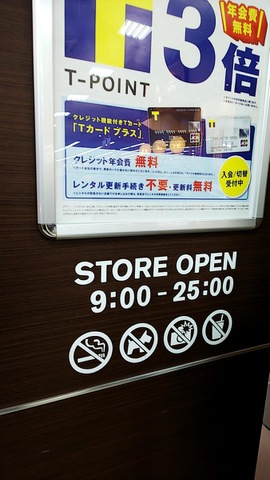 年会費
無料
3倍
T-POINT
クレジット機能付きTカード
「Tカード プラス」
クレジット年会費 無料
レンタル更新手続き不要・更新料無料
入会/切替
受付中
STORE OPEN
9:00 - 25:00